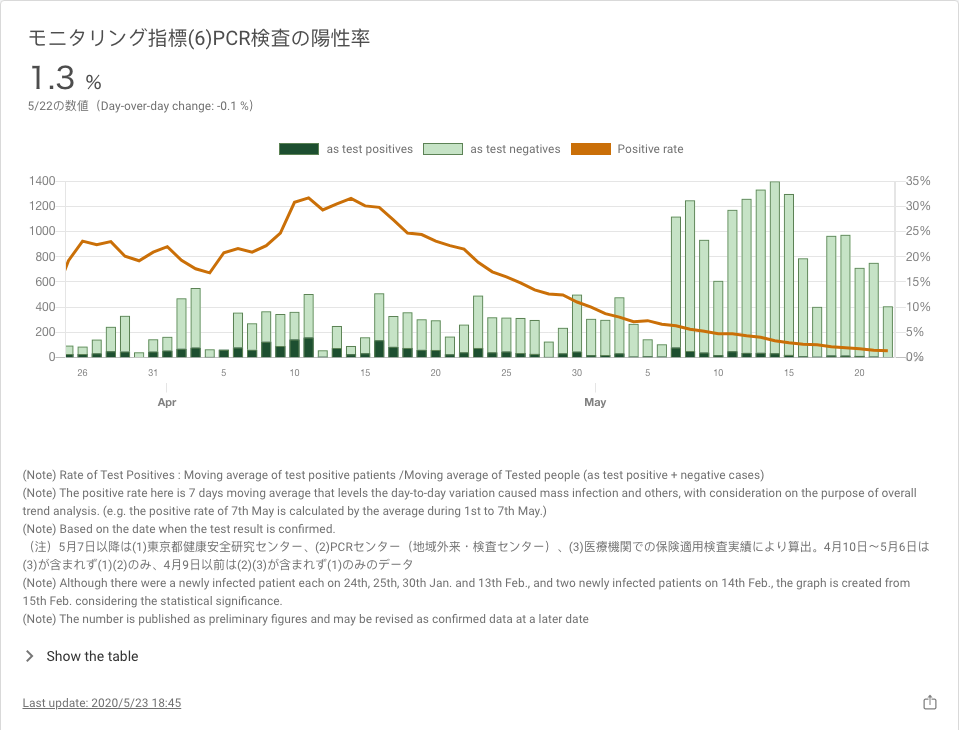 モニタリング指標(6)PCR検査の陽性率
1.3 %
5/22の数値（Day-over-day change: -0.1 %）
as test positives as test negatives Positive rate
1400 35%
1200 30%
1000 25%
800 20%
600 15%
400 10%
200 5%
0 0%
26 31 5 10 15 20 25 30 5 10 15 20
Apr May
(Note) Rate of Test Positives : Moving average of test positive patients /Moving average of Tested people (as test positive + negative cases)
(Note) The positive rate here is 7 days moving average that levels the day-to-day variation caused mass infection and others, with consideration on the purpose of overall
trend analysis. (e.g. the positive rate of 7th May is calculated by the average during 1st to 7th May.)
(Note) Based on the date when the test result is confirmed.
（注）5月7日以降は(1)東京都健康安全研究センター、(2)PCRセンター（地域外来・検査センター）、(3)医療機関での保険適用検査実績により算出。4月10日〜5月6日は
(3)が含まれず(1)(2)のみ、4月9日以前は(2)(3)が含まれず(1)のみのデータ
(Note) Although there were a newly infected patient each on 24th, 25th, 30th Jan. and 13th Feb., and two newly infected patients on 14th Feb., the graph is created from
15th Feb. considering the statistical significance.
(Note) The number is published as preliminary figures and may be revised as confirmed data at a later date
Show the table
Last update: 2020/5/23 18:45